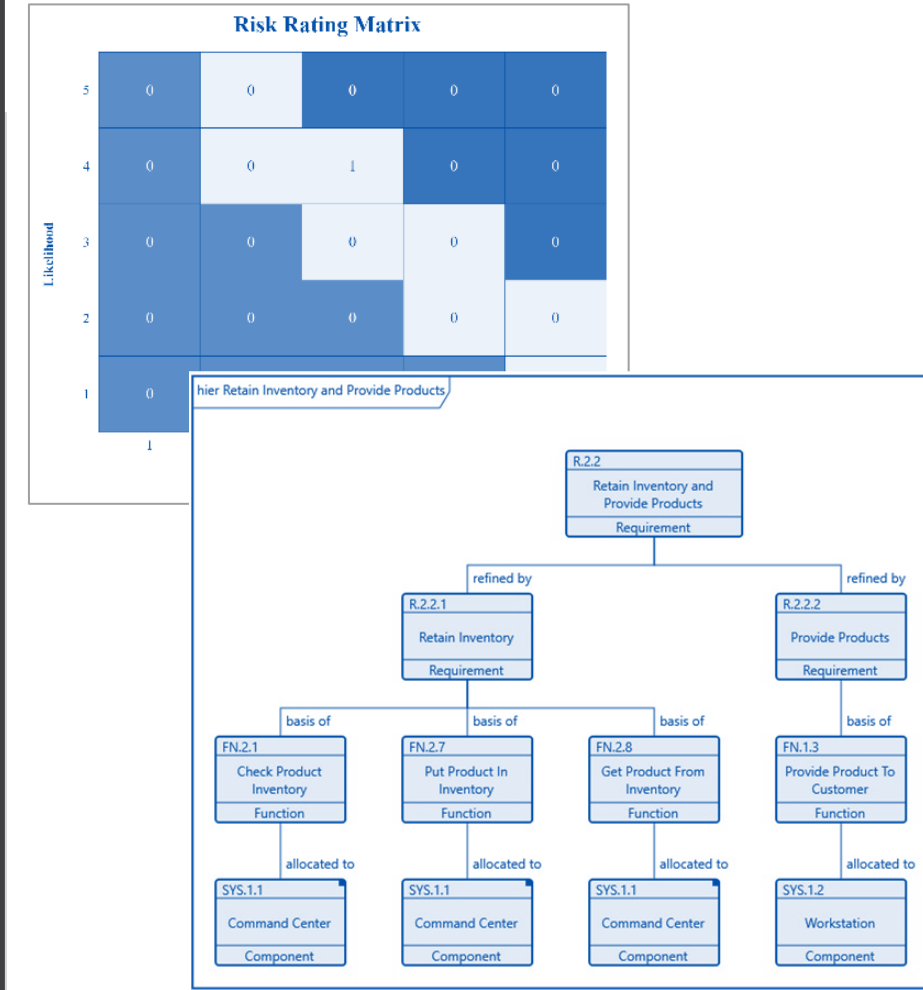 Risk Rating Matrix
5 0 0 0 0 0
4 0 0 1 0 0
Likelihood
3 0 0 0 0 0
2 0 0 0 0 0
1 0
1
hier Retain Inventory and Provide Products
R.2.2
Retain Inventory and
Provide Products
Requirement
refined by refined by
R.2.2.1 R.2.2.2
Retain Inventory Provide Products
Requirement Requirement
basis of basis of basis of basis of
FN.2.1 FN.2.7 FN.2.8 FN.1.3
Check Product Put Product In Get Product From Provide Product To
Inventory Inventory Inventory Customer
Function Function Function Function
allocated to allocated to allocated to allocated to
SYS.1.1 SYS.1.1 SYS.1.1 SYS.1.2
Command Center Command Center Command Center Workstation
Component Component Component Component